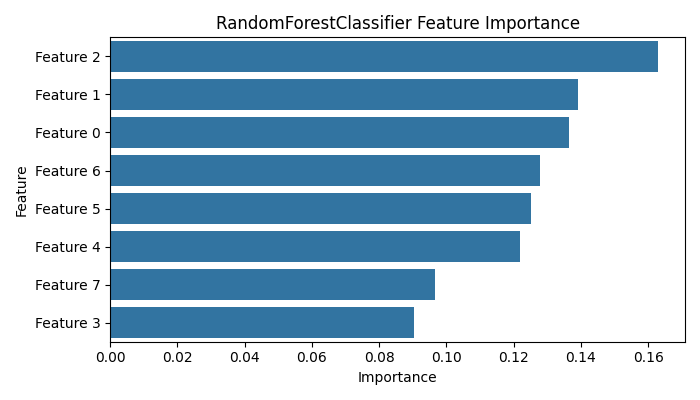 RandomForestClassifier Feature Importance
Feature 2
Feature 1
Feature 0
Feature 6
Feature 5
Feature 4
Feature 7
Feature 3
Feature
0.00 0.02 0.04 0.06 0.08 0.10 0.12 0.14 0.16
Importance